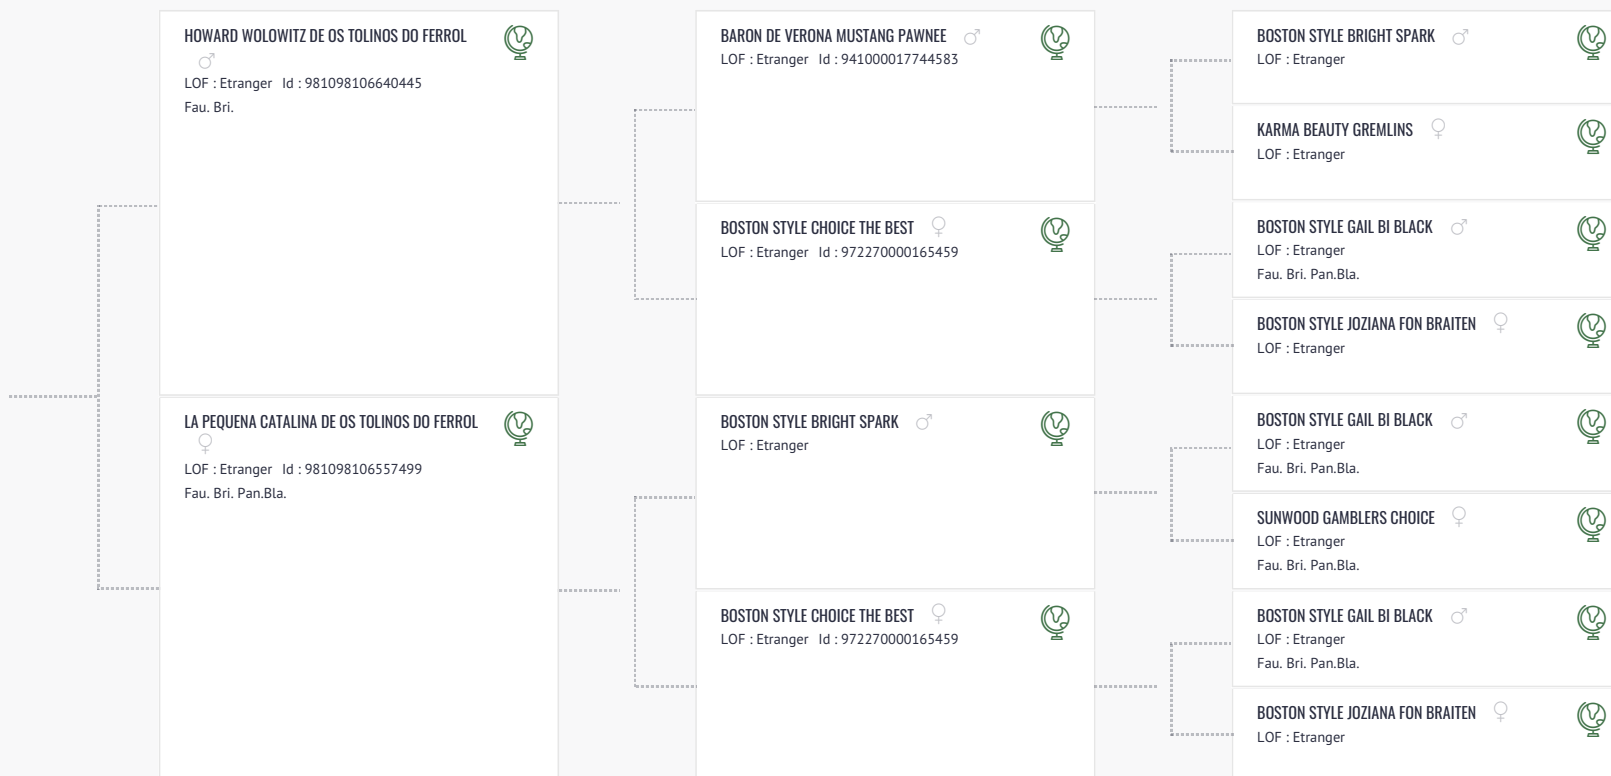 HOWARD WOLOWITZ DE OS TOLINOS DO FERROL
LOF : Etranger Id : 981098106640445
Fau. Bri.
LA PEQUENA CATALINA DE OS TOLINOS DO FERROL
LOF : Etranger Id : 981098106557499
Fau. Bri. Pan.Bla.
BARON DE VERONA MUSTANG PAWNEE
LOF : Etranger Id : 941000017744583
BOSTON STYLE CHOICE THE BEST
LOF : Etranger Id : 972270000165459
BOSTON STYLE BRIGHT SPARK
LOF : Etranger
BOSTON STYLE CHOICE THE BEST
LOF : Etranger Id : 972270000165459
BOSTON STYLE BRIGHT SPARK
LOF : Etranger
KARMA BEAUTY GREMLINS
LOF : Etranger
BOSTON STYLE GAIL BI BLACK
LOF : Etranger
Fau. Bri. Pan.Bla.
BOSTON STYLE JOZIANA FON BRAITEN
LOF : Etranger
BOSTON STYLE GAIL BI BLACK
LOF : Etranger
Fau. Bri. Pan.Bla.
SUNWOOD GAMBLERS CHOICE
LOF : Etranger
Fau. Bri. Pan.Bla.
BOSTON STYLE GAIL BI BLACK
LOF : Etranger
Fau. Bri. Pan.Bla.
BOSTON STYLE JOZIANA FON BRAITEN
LOF : Etranger